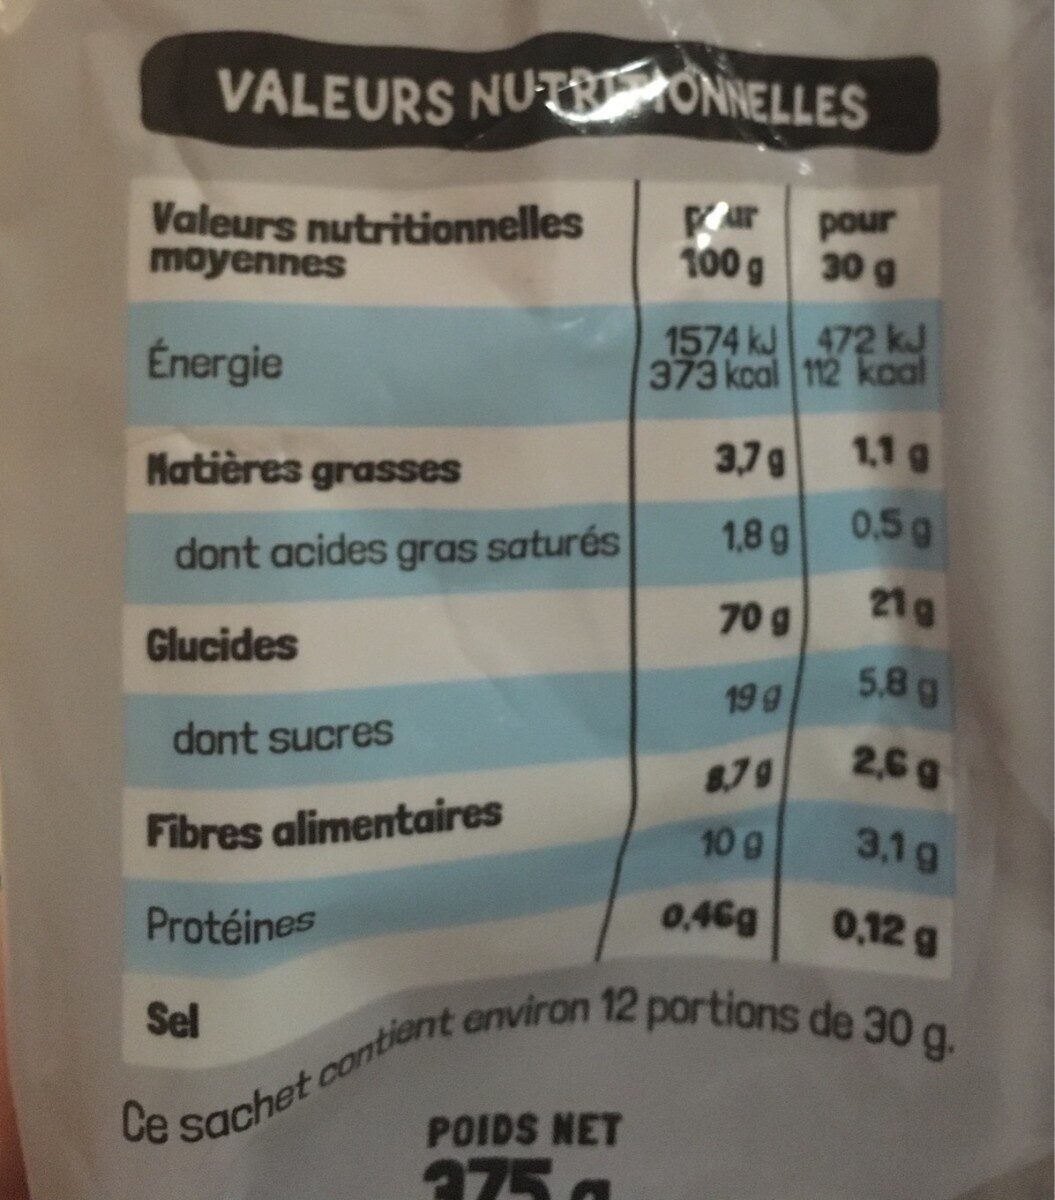 VALEURS NUTRITIONNELLES
Valeurs nutritionnelles moyennes pour 100 g pour 30 g
Énergie 1574 kJ 373 kcal 472 kJ 112 kcal
Matières grasses 3,7 g 1,1 g
dont acides gras saturés 1,8 g 0,5 g
Glucides 70 g 21 g
dont sucres 19 g 5,8 g
Fibres alimentaires 8,7 g 2,6 g
Protéines 10 g 3,1 g
Sel 0,46g 0,12 g
Ce sachet contient environ 12 portions de 30 g.
POIDS NET
375 g